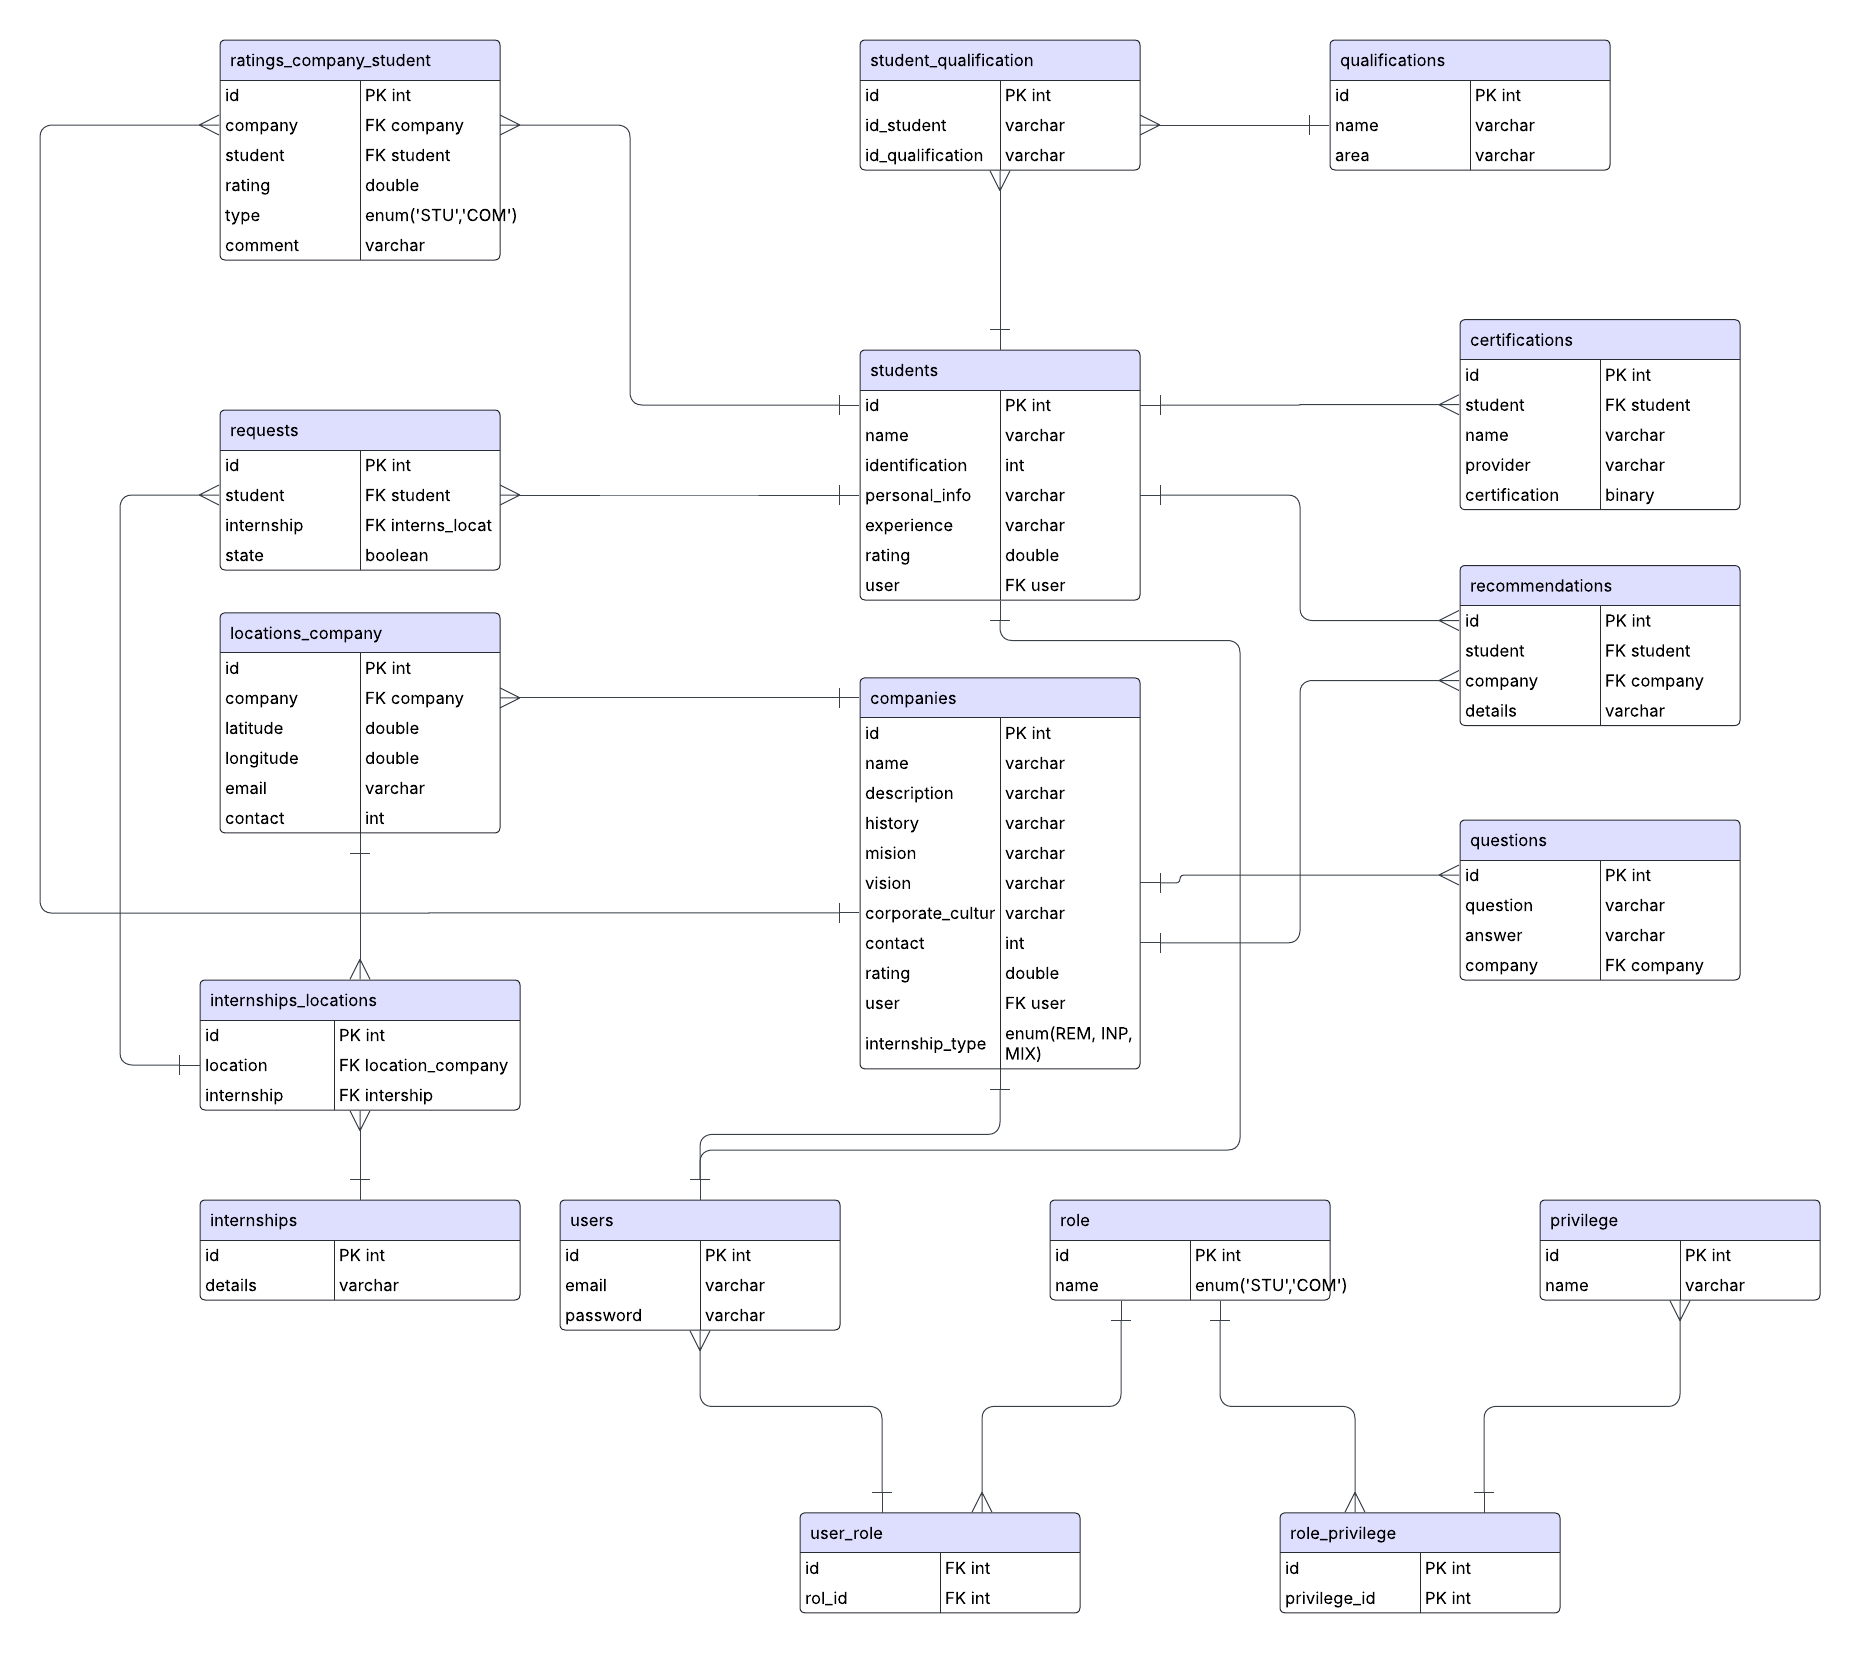 ratings_company_student
id PK int
company FK company
student FK student
rating double
type enum('STU','COM')
comment varchar
student_qualification
id PK int
id_student varchar
id_qualification varchar
qualifications
id PK int
name varchar
area varchar
students
id PK int
name varchar
identification int
personal_info varchar
experience varchar
rating double
user FK user
certifications
id PK int
student FK student
name varchar
provider varchar
certification binary
requests
id PK int
student FK student
internship FK interns_locat
state boolean
recommendations
id PK int
student FK student
company FK company
details varchar
locations_company
id PK int
company FK company
latitude double
longitude double
email varchar
contact int
companies
id PK int
name varchar
description varchar
history varchar
mision varchar
vision varchar
corporate_cultur varchar
contact int
rating double
user FK user
internship_type enum(REM, INP,
MIX)
questions
id PK int
question varchar
answer varchar
company FK company
internships_locations
id PK int
location FK location_company
internship FK intership
internships
id PK int
details varchar
users
id PK int
email varchar
password varchar
role
id PK int
name enum('STU','COM')
privilege
id PK int
name varchar
user_role
id FK int
rol_id FK int
role_privilege
id PK int
privilege_id PK int